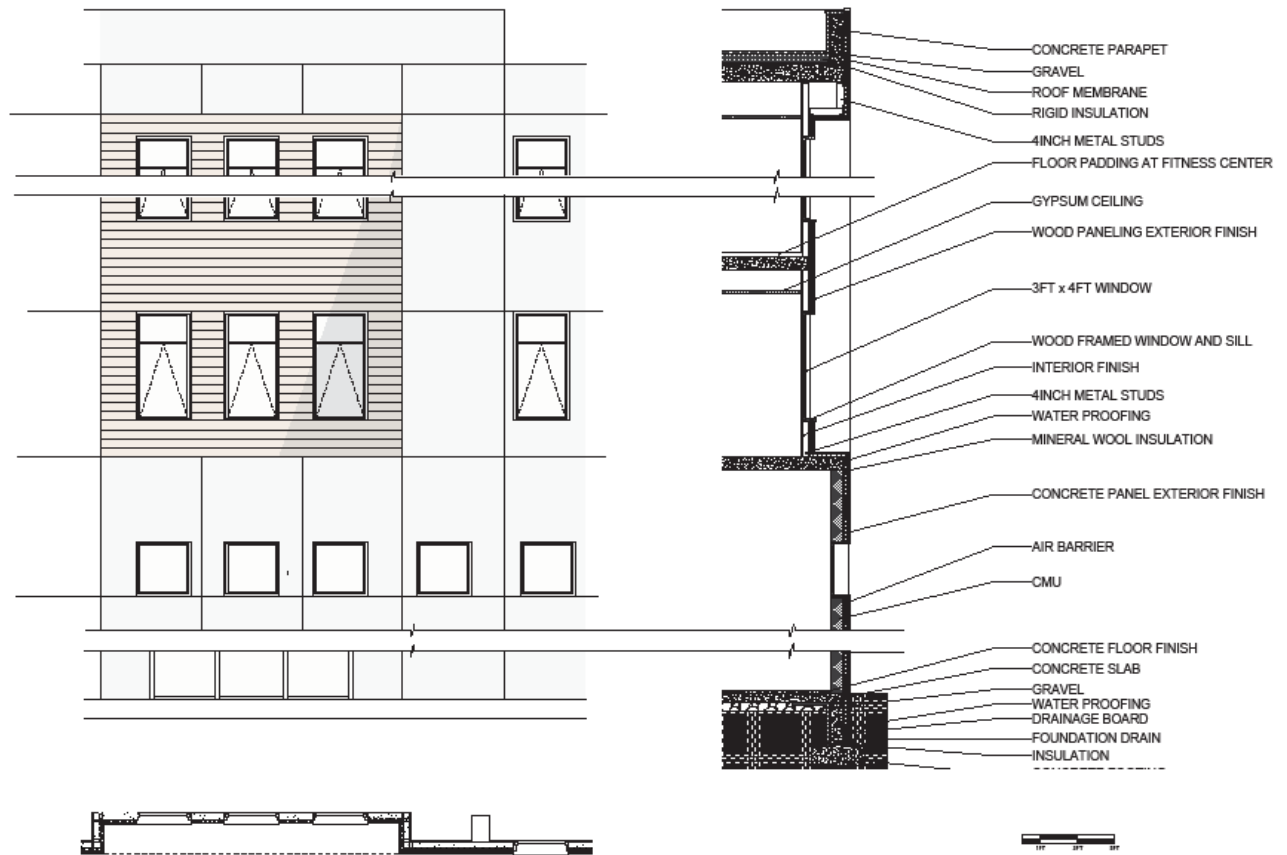 CONCRETE PARAPET
GRAVEL
ROOF MEMBRANE
RIGID INSULATION
4INCH METAL STUDS
FLOOR PADDING AT FITNESS CENTER
GYPSUM CEILING
WOOD PANELING EXTERIOR FINISH
3FT x 4FT WINDOW
WOOD FRAMED WINDOW AND SILL
INTERIOR FINISH
4INCH METAL STUDS
WATER PROOFING
MINERAL WOOL INSULATION
CONCRETE PANEL EXTERIOR FINISH
AIR BARRIER
CMU
CONCRETE FLOOR FINISH
CONCRETE SLAB
GRAVEL
WATER PROOFING
DRAINAGE BOARD
FOUNDATION DRAIN
INSULATION
1FT